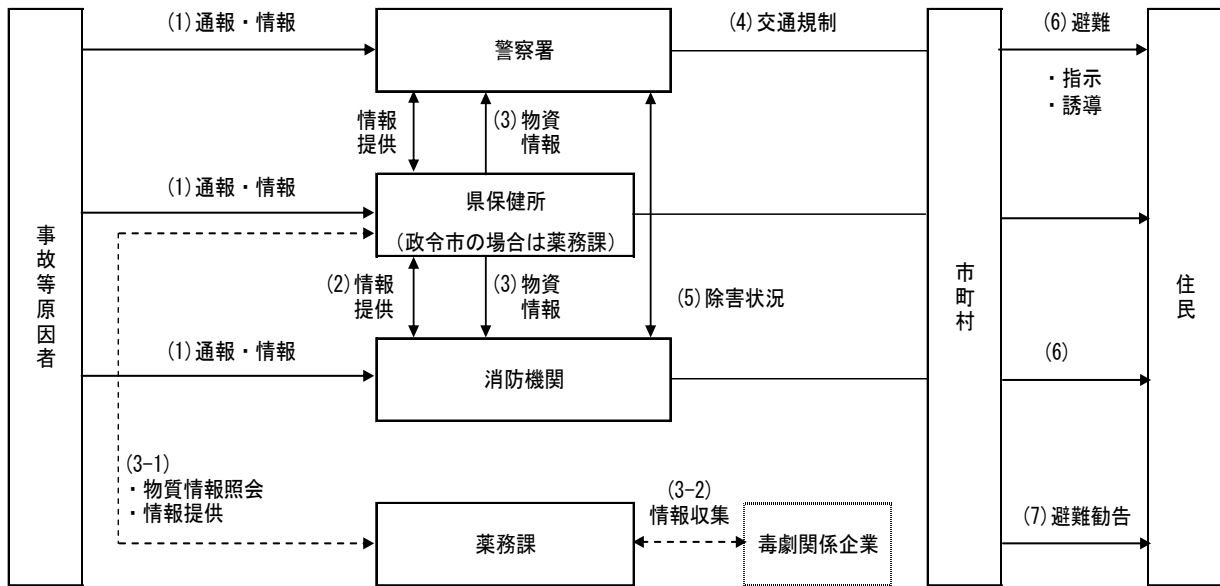 (1)通報・情報
警察署
(4)交通規制
(6)避難
・指示
・誘導
情報
提供
(3)物資
情報
(1)通報・情報
県保健所
(政令市の場合は薬務課)
事故等原因者
市町村
住民
(2)情報
提供
(3)物資
情報
(5)除害状況
(1)通報・情報
消防機関
(6)
(3-1)
・物質情報照会
・情報提供
薬務課
(3-2)
情報収集
毒劇関係企業
(7)避難勧告